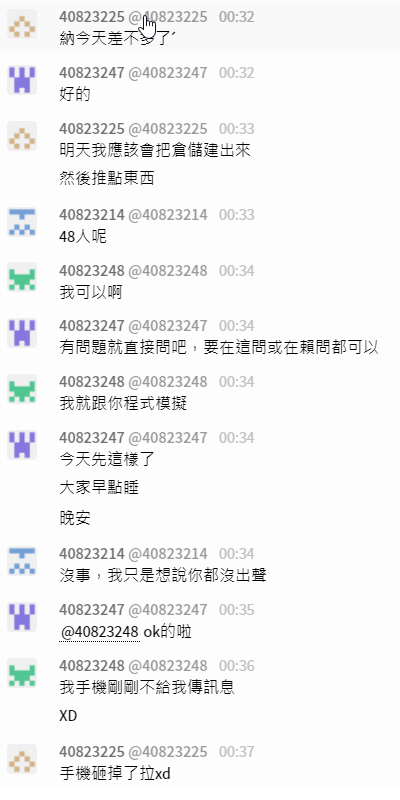 40823225 @40823225 00:32
納今天差不多了ˊ
40823247 @40823247 00:32
好的
40823225 @40823225 00:33
明天我應該會把倉儲建出來
然後推點東西
40823214 @40823214 00:33
48人呢
40823248 @40823248 00:34
我可以啊
40823247 @40823247 00:34
有問題就直接問吧，要在這問或在賴問都可以
40823248 @40823248 00:34
我就跟你程式模擬
40823247 @40823247 00:34
今天先這樣了
大家早點睡
晚安
40823214 @40823214 00:34
沒事，我只是想說你都沒出聲
40823247 @40823247 00:35
@40823248 ok的啦
40823248 @40823248 00:36
我手機剛剛不給我傳訊息
XD
40823225 @40823225 00:37
手機砸掉了拉xd